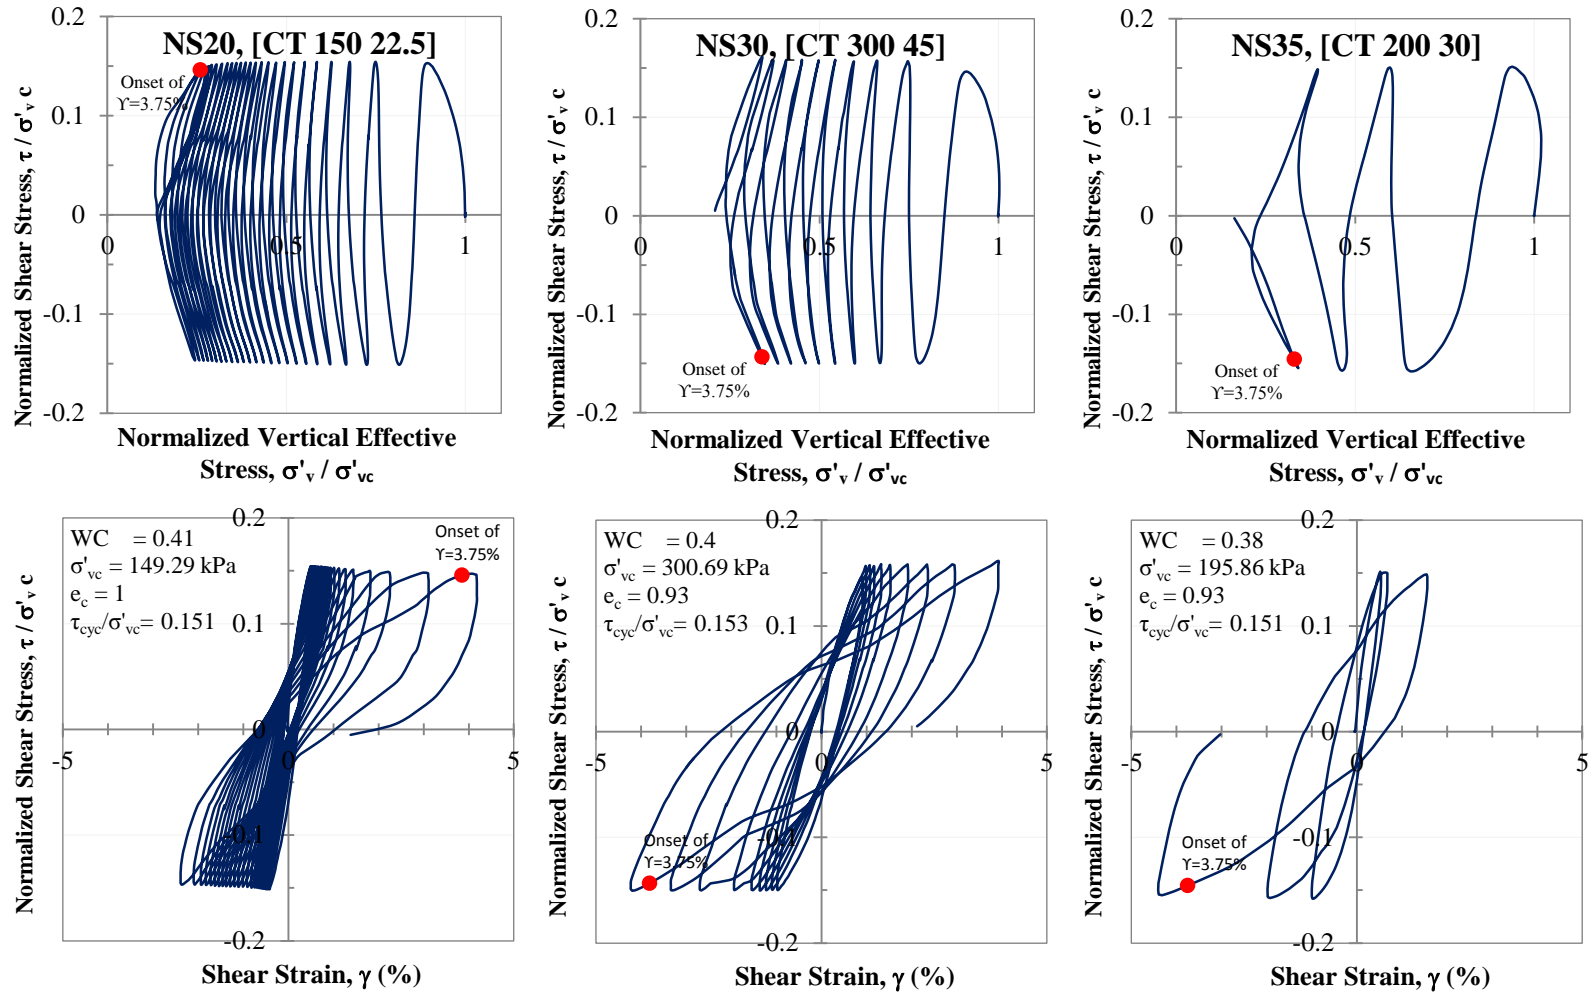 NS20, [CT 150 22.5]
Onset of
ϒ=3.75%
0.2
0.1
0
-0.1
-0.2
0
0.5
1
Normalized Shear Stress, τ / σ'v c
Normalized Vertical Effective
Stress, σ'v / σ'vc
NS30, [CT 300 45]
Onset of
ϒ=3.75%
0.2
0.1
0
-0.1
-0.2
0
0.5
1
Normalized Shear Stress, τ / σ'v c
Normalized Vertical Effective
Stress, σ'v / σ'vc
NS35, [CT 200 30]
Onset of
ϒ=3.75%
0.2
0.1
0
-0.1
-0.2
0
0.5
1
Normalized Shear Stress, τ / σ'v c
Normalized Vertical Effective
Stress, σ'v / σ'vc
WC = 0.41
σ'vc = 149.29 kPa
ec = 1
τcyc/σ'vc= 0.151
Onset of
ϒ=3.75%
0.2
0.1
0
-0.1
-0.2
-5
0
5
Normalized Shear Stress, τ / σ'v c
Shear Strain, γ (%)
WC = 0.4
σ'vc = 300.69 kPa
ec = 0.93
τcyc/σ'vc= 0.153
Onset of
ϒ=3.75%
0.2
0.1
0
-0.1
-0.2
-5
0
5
Normalized Shear Stress, τ / σ'v c
Shear Strain, γ (%)
WC = 0.38
σ'vc = 195.86 kPa
ec = 0.93
τcyc/σ'vc= 0.151
Onset of
ϒ=3.75%
0.2
0.1
0
-0.1
-0.2
-5
0
5
Normalized Shear Stress, τ / σ'v c
Shear Strain, γ (%)